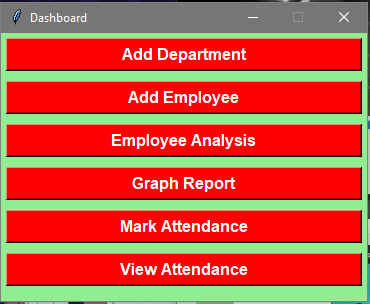 Dashboard
Add Department
Add Employee
Employee Analysis
Graph Report
Mark Attendance
View Attendance